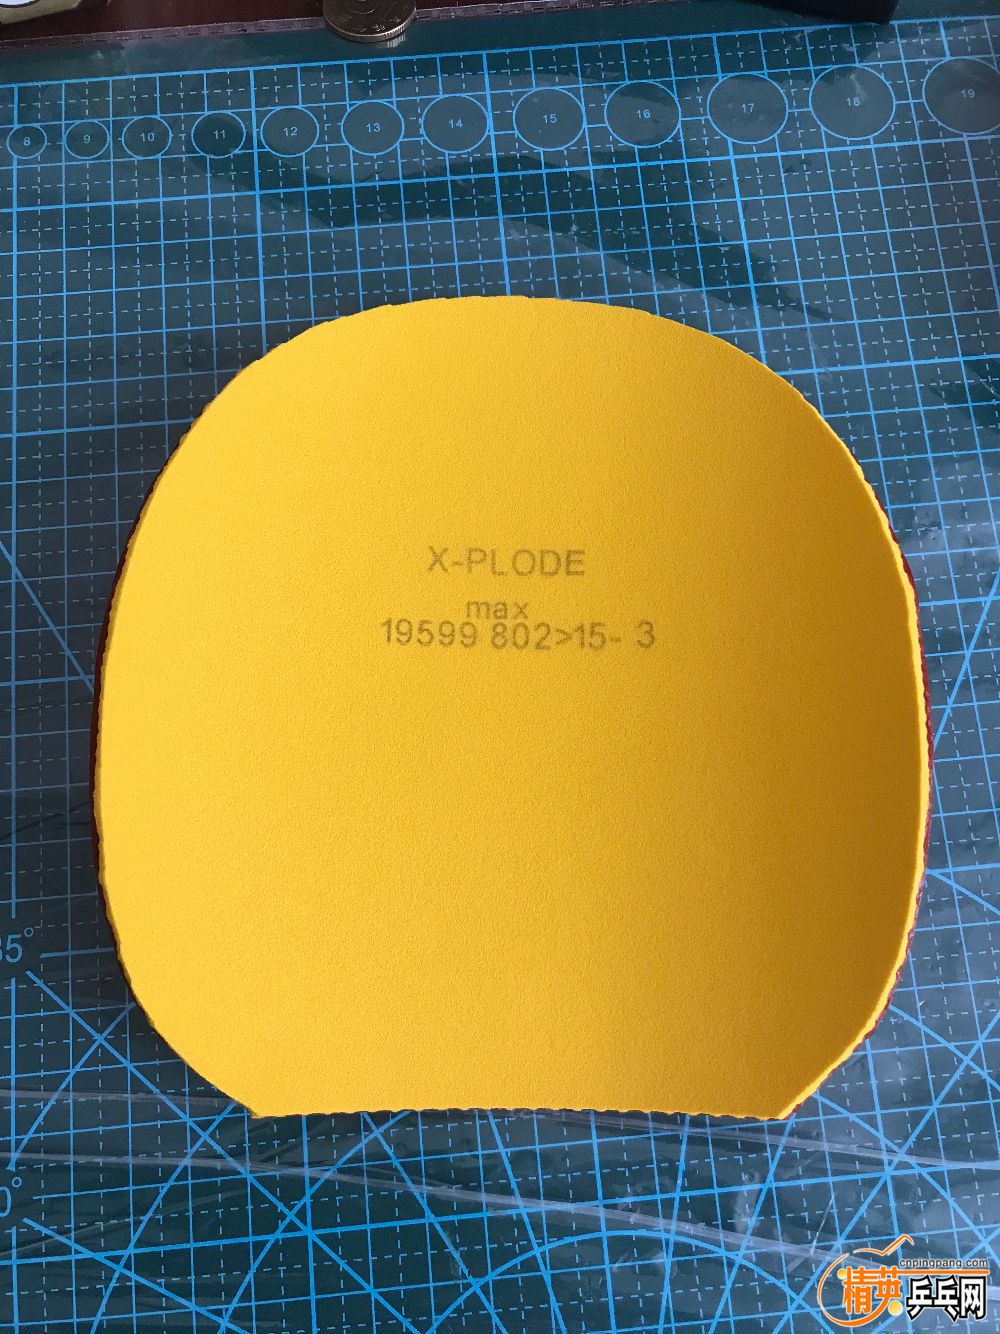 8 9 10 11 12 13 14 15 16 17 18 19
X-PLODE
max
19599 802>15- 3
cnpingpang.com
精英乒乓网